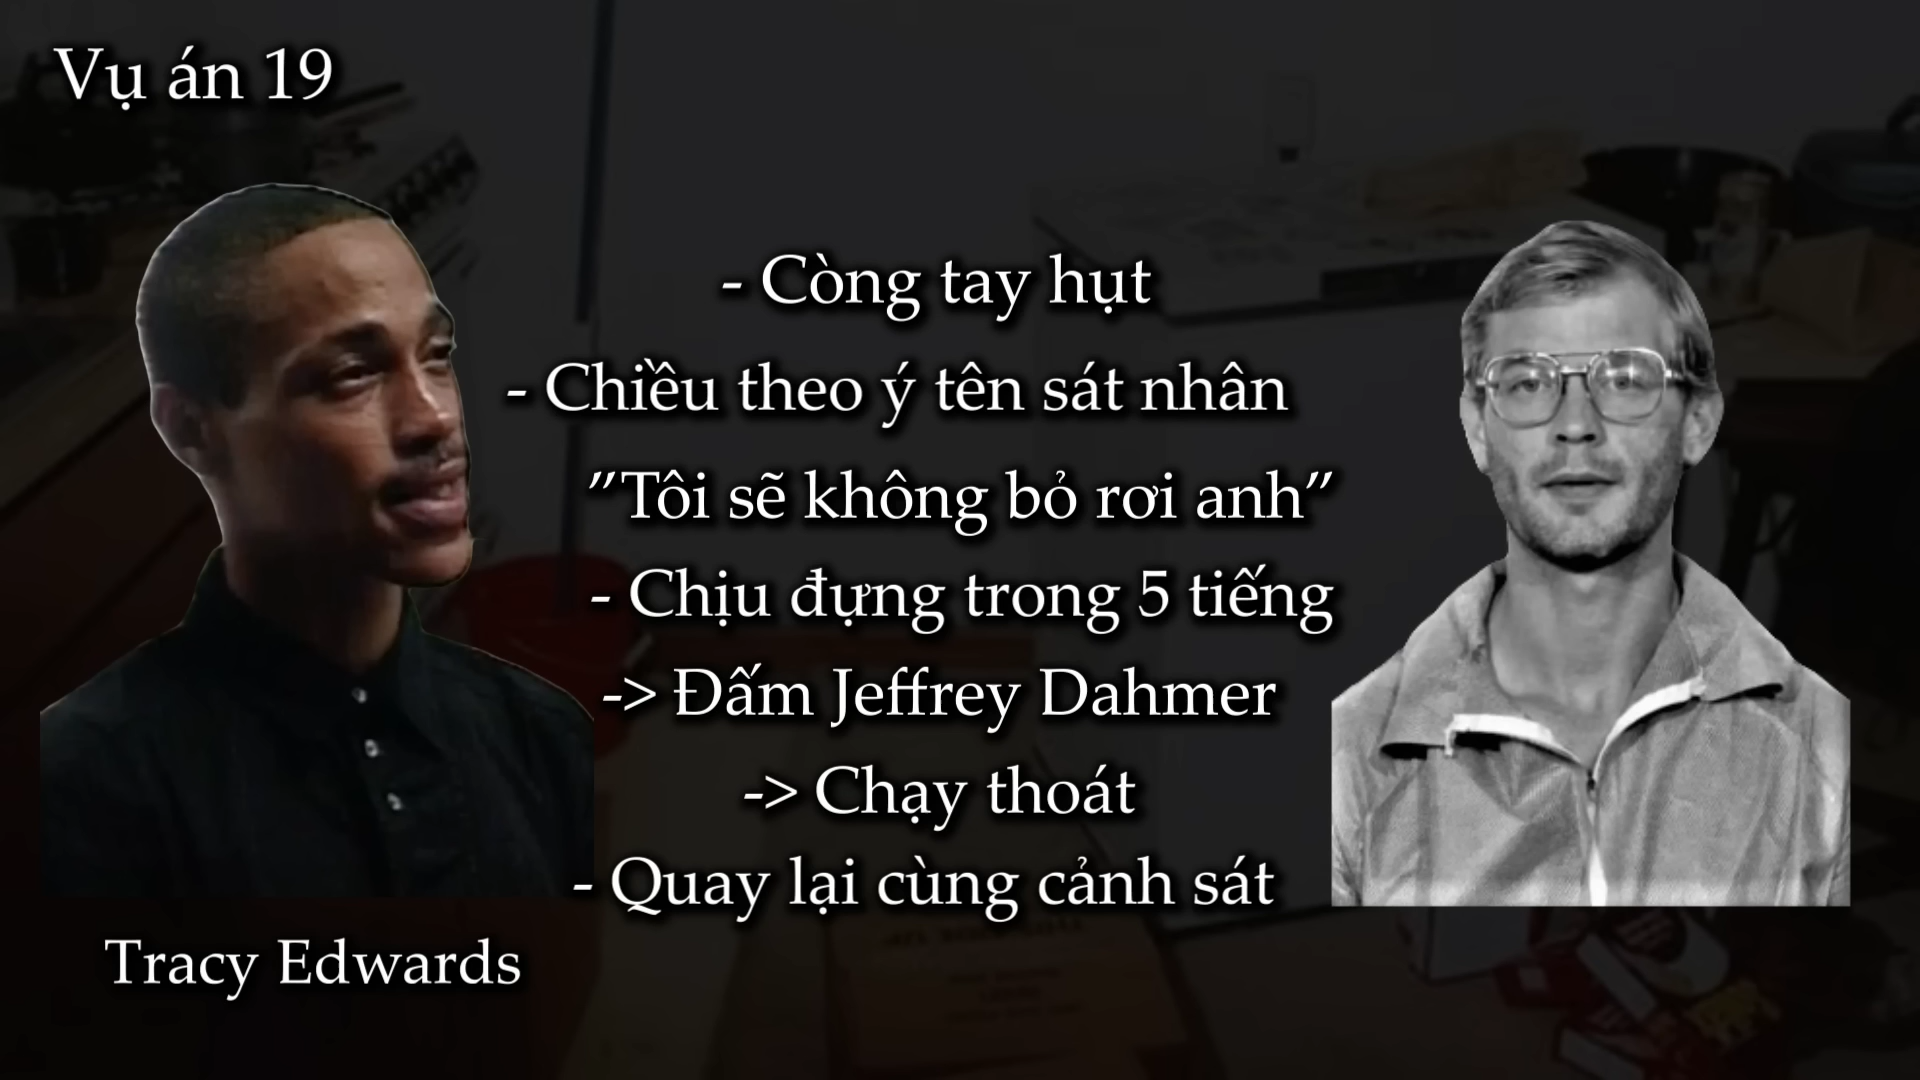 Vụ án 19
- Còng tay hụt
- Chiều theo ý tên sát nhân
”Tôi sẽ không bỏ rơi anh”
- Chịu đựng trong 5 tiếng
-> Đấm Jeffrey Dahmer
-> Chạy thoát
- Quay lại cùng cảnh sát
Tracy Edwards